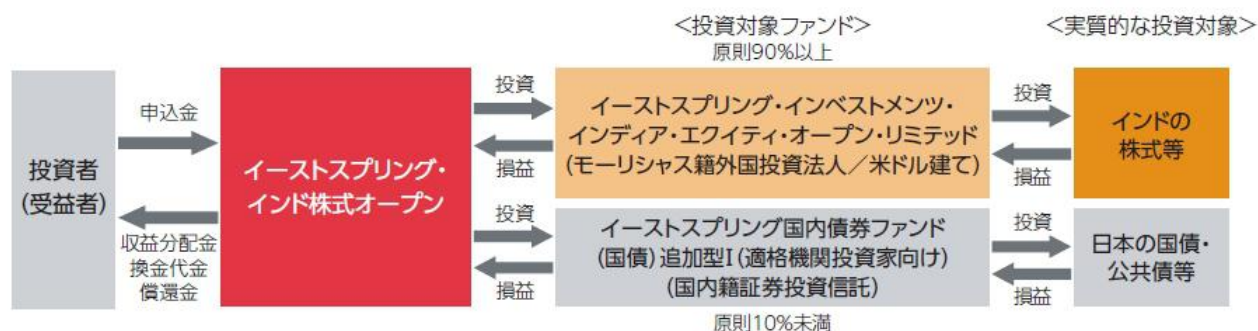 ＜投資対象ファンド＞
原則90%以上
＜実質的な投資対象＞
投資者
(受益者)
申込金
収益分配金
換金代金
償還金
イーストスプリング・
インド株式オープン
投資
損益
イーストスプリング・インベストメンツ・
インディア・エクイティ・オープン・リミテッド
(モーリシャス籍外国投資法人／米ドル建て)
投資
損益
インドの
株式等
投資
損益
イーストスプリング国内債券ファンド
(国債)追加型I(適格機関投資家向け)
(国内籍証券投資信託)
原則10%未満
投資
損益
日本の国債・
公共債等